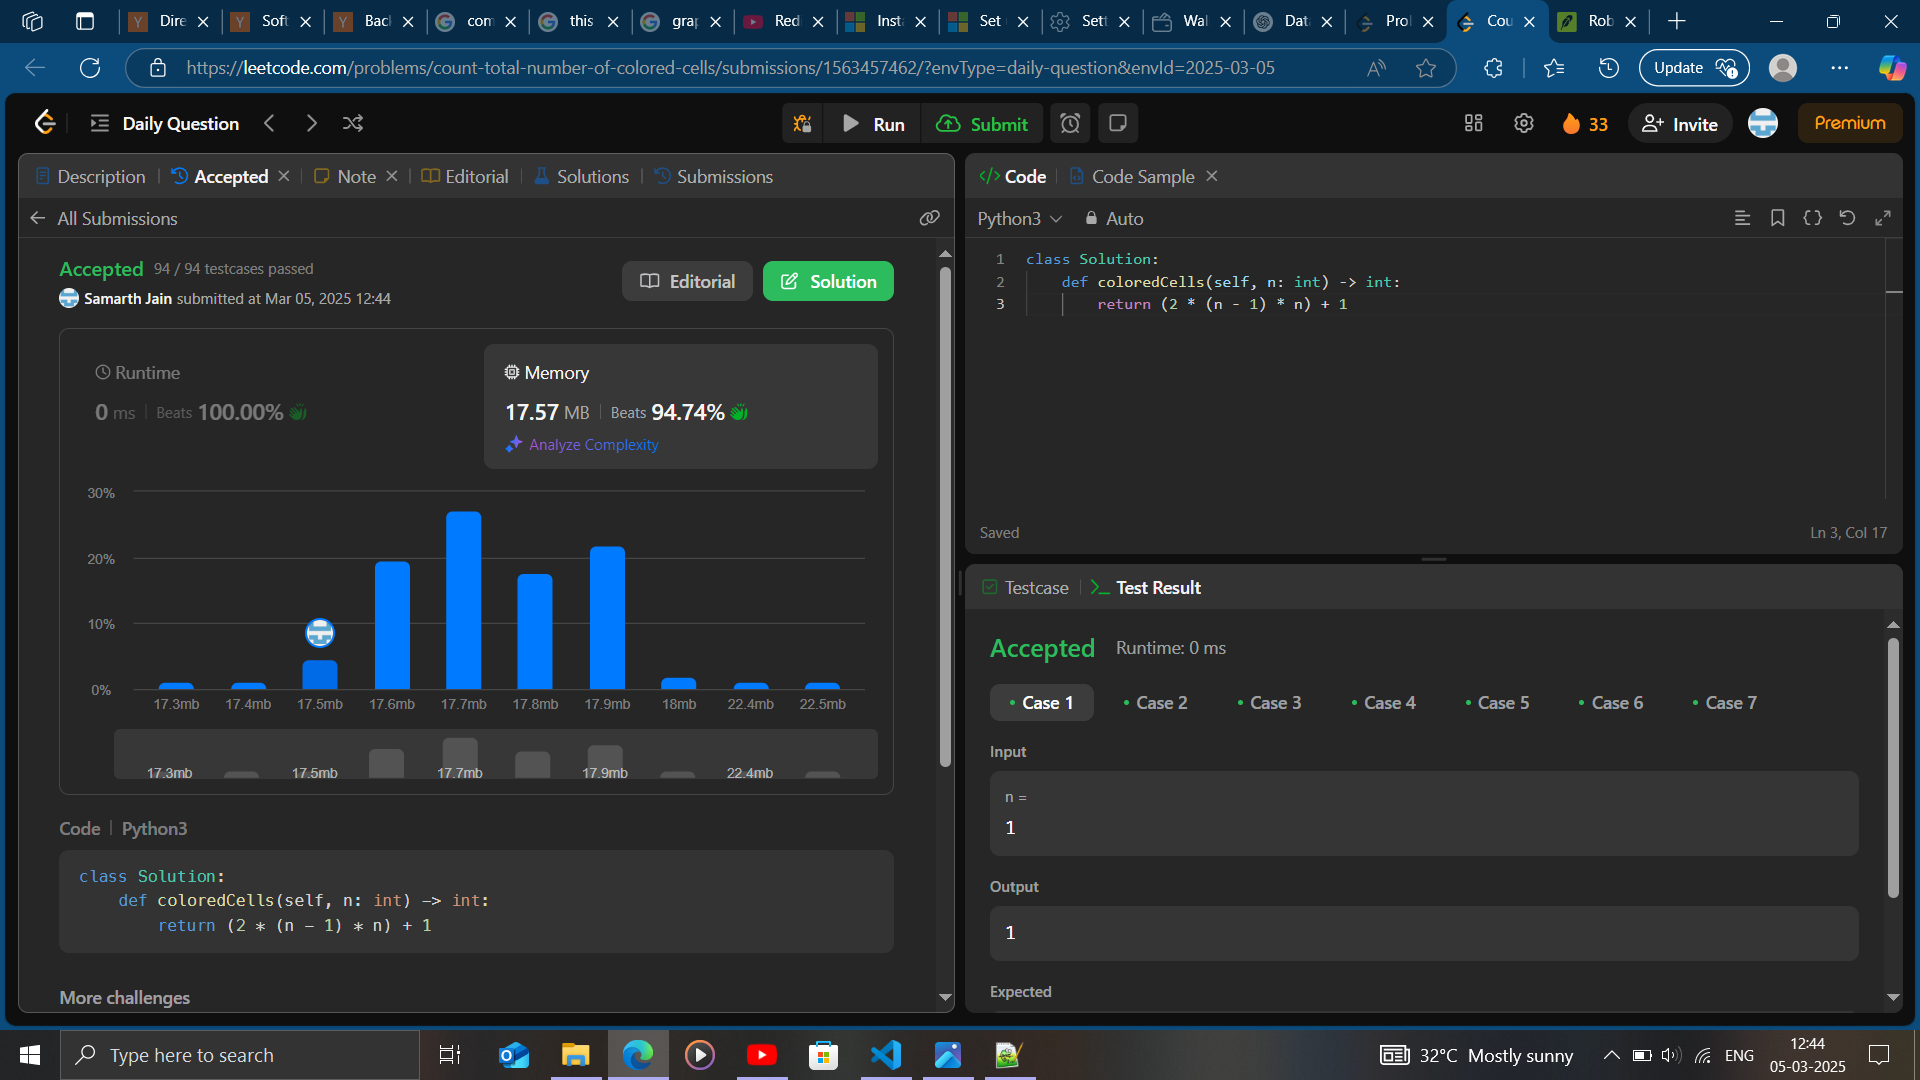 Dire
Soft
Bacl
com
this
grap
Red
Insta
Set
Sett
Wal
Data
Pro
Cou
Rob
https://leetcode.com/problems/count-total-number-of-colored-cells/submissions/1563457462/?envType=daily-question&envId=2025-03-05
Update
Daily Question
Run
Submit
33
Invite
Premium
Description
Accepted
Note
Editorial
Solutions
Submissions
All Submissions
Accepted 94 / 94 testcases passed
Samarth Jain submitted at Mar 05, 2025 12:44
Editorial
Solution
Runtime
0 ms Beats 100.00%
Memory
17.57 MB Beats 94.74%
Analyze Complexity
30%
20%
10%
0%
17.3mb 17.4mb 17.5mb 17.6mb 17.7mb 17.8mb 17.9mb 18mb 22.4mb 22.5mb
17.3mb 17.5mb 17.7mb 17.9mb 22.4mb
Code | Python3
class Solution:
def coloredCells(self, n: int) -> int:
return (2 * (n - 1) * n) + 1
More challenges
</> Code
Code Sample
Python3
Auto
1 class Solution:
2 def coloredCells(self, n: int) -> int:
3 return (2 * (n - 1) * n) + 1
Saved
Ln 3, Col 17
Testcase
Test Result
Accepted Runtime: 0 ms
Case 1 Case 2 Case 3 Case 4 Case 5 Case 6 Case 7
Input
n =
1
Output
1
Expected
Type here to search
32°C Mostly sunny
ENG
12:44
05-03-2025